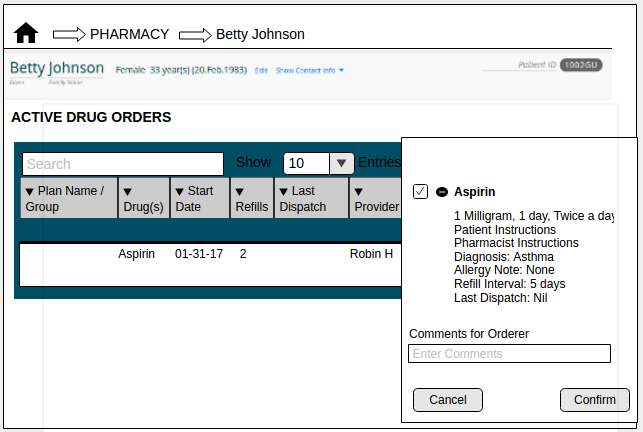 PHARMACY Betty Johnson
Betty Johnson Female 33 year(s) (20.Feb.1983) Edit Show Contact Info
Given Family Name
Patient ID 1002GU
ACTIVE DRUG ORDERS
Search Show 10 Entries
Plan Name / Group
Drug(s)
Start Date
Refills
Last Dispatch
Provider
Aspirin 01-31-17 2 Robin H
Aspirin
1 Milligram, 1 day, Twice a day
Patient Instructions
Pharmacist Instructions
Diagnosis: Asthma
Allergy Note: None
Refill Interval: 5 days
Last Dispatch: Nil
Comments for Orderer
Enter Comments
Cancel Confirm